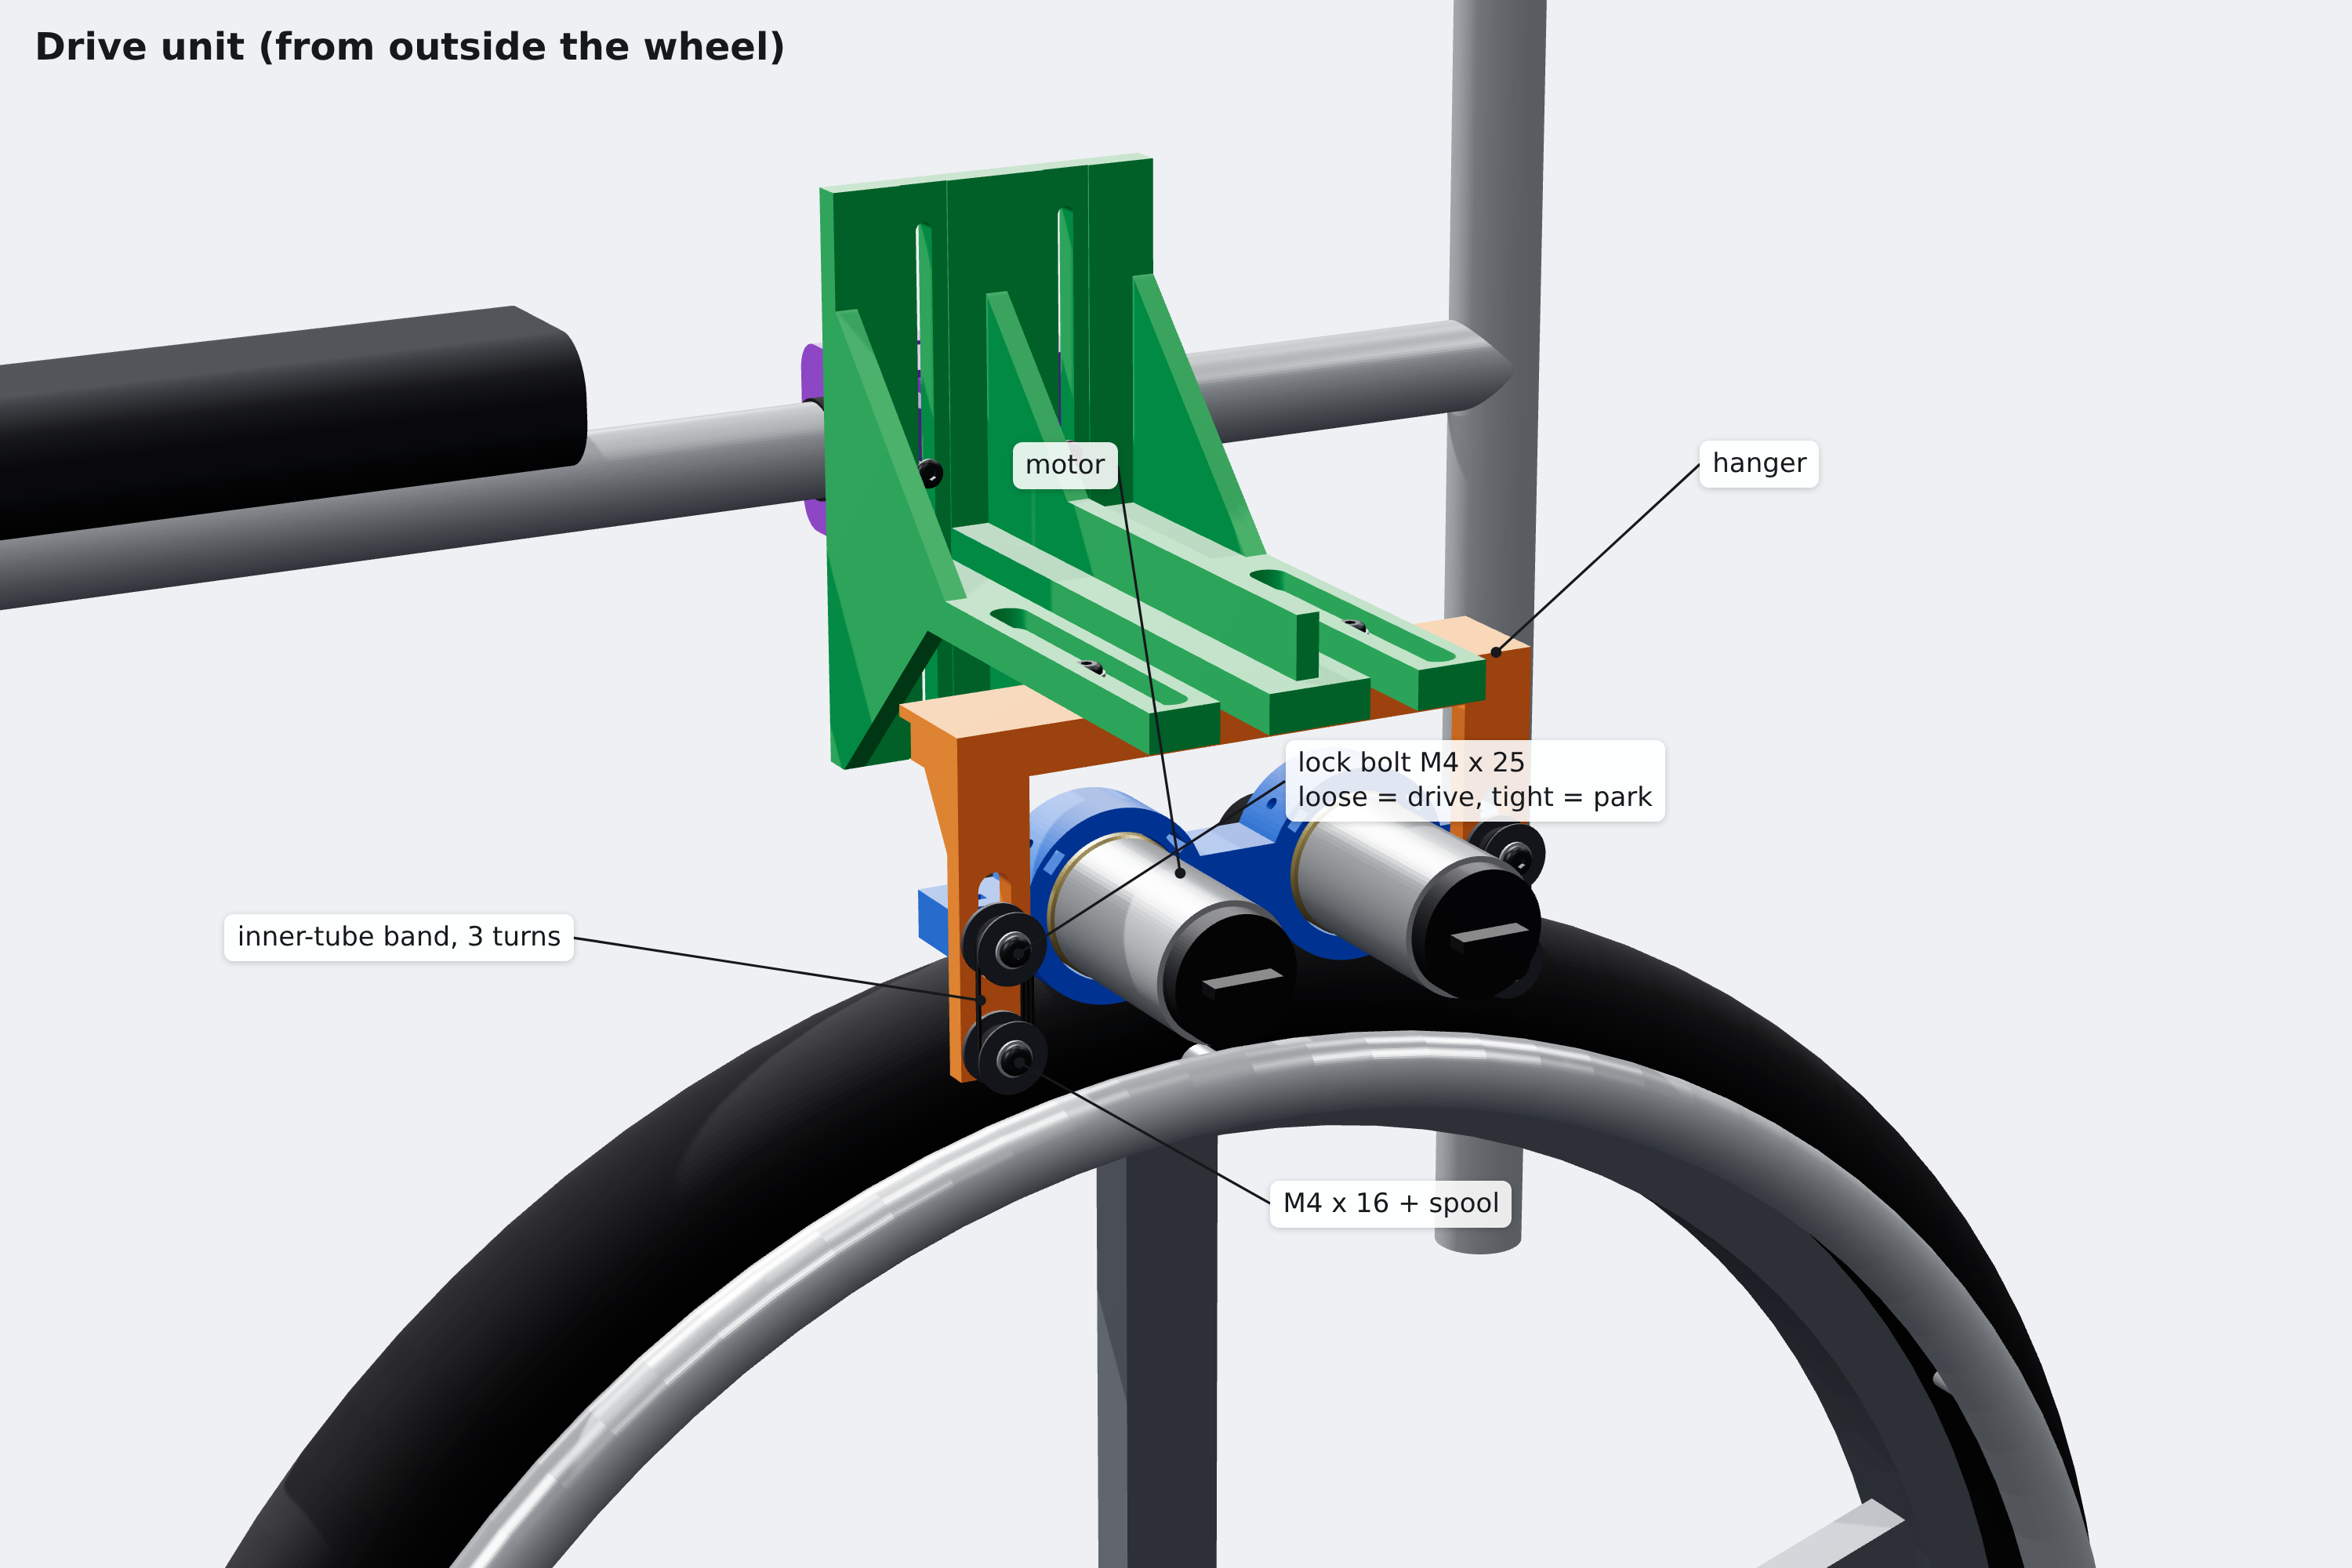 Drive unit (from outside the wheel)
motor
hanger
lock bolt M4 x 25
loose = drive, tight = park
inner-tube band, 3 turns
M4 x 16 + spool